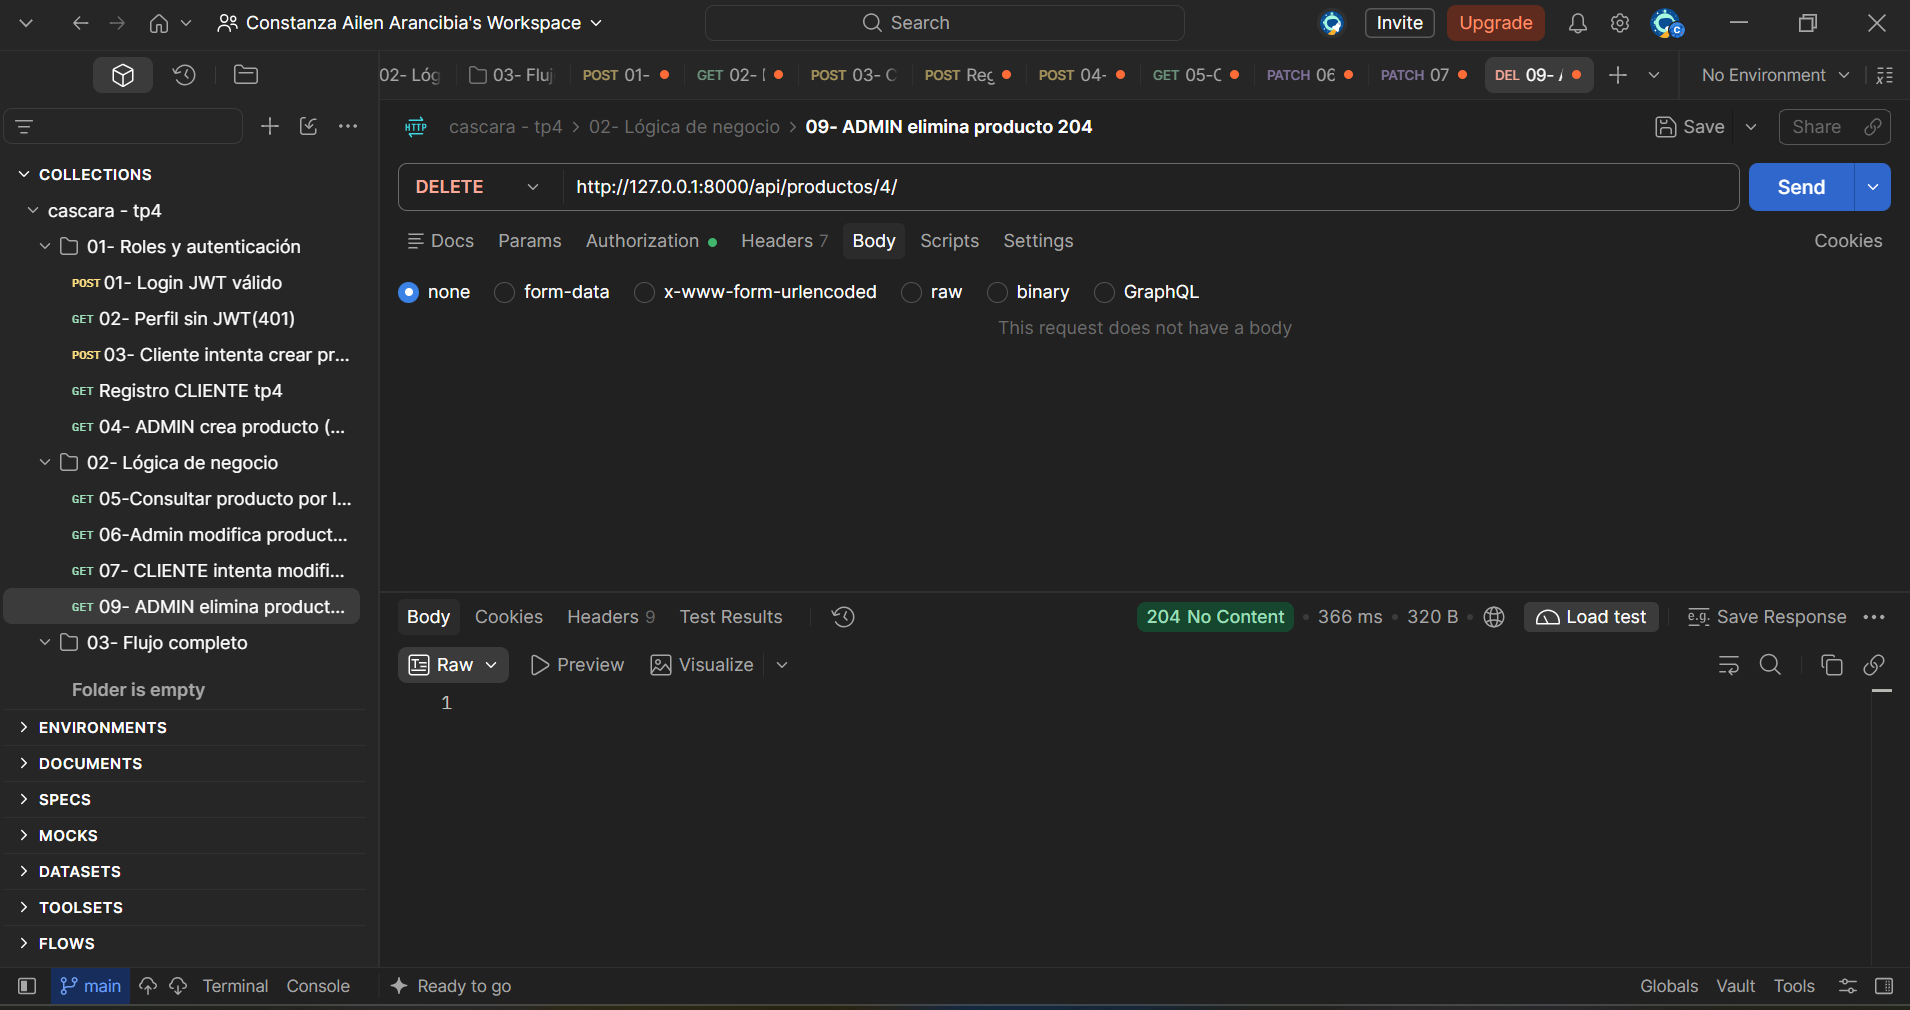 Constanza Ailen Arancibia's Workspace
Search
Invite
Upgrade
02- Lóg
03- Fluj
POST 01-
GET 02- I
POST 03- C
POST Reg
POST 04-
GET 05-C
PATCH 06
PATCH 07
DEL 09- A
No Environment
HTTP cascara - tp4 > 02- Lógica de negocio > 09- ADMIN elimina producto 204
Save
Share
COLLECTIONS
cascara - tp4
01- Roles y autenticación
POST 01- Login JWT válido
GET 02- Perfil sin JWT(401)
POST 03- Cliente intenta crear pr...
GET Registro CLIENTE tp4
GET 04- ADMIN crea producto (...
02- Lógica de negocio
GET 05-Consultar producto por I...
GET 06-Admin modifica product...
GET 07- CLIENTE intenta modifi...
GET 09- ADMIN elimina product...
03- Flujo completo
Folder is empty
ENVIRONMENTS
DOCUMENTS
SPECS
MOCKS
DATASETS
TOOLSETS
FLOWS
DELETE
http://127.0.0.1:8000/api/productos/4/
Send
Docs
Params
Authorization
Headers 7
Body
Scripts
Settings
Cookies
none
form-data
x-www-form-urlencoded
raw
binary
GraphQL
This request does not have a body
Body
Cookies
Headers 9
Test Results
204 No Content
366 ms
320 B
Load test
e.g. Save Response
Raw
Preview
Visualize
1
main
Terminal
Console
Ready to go
Globals
Vault
Tools